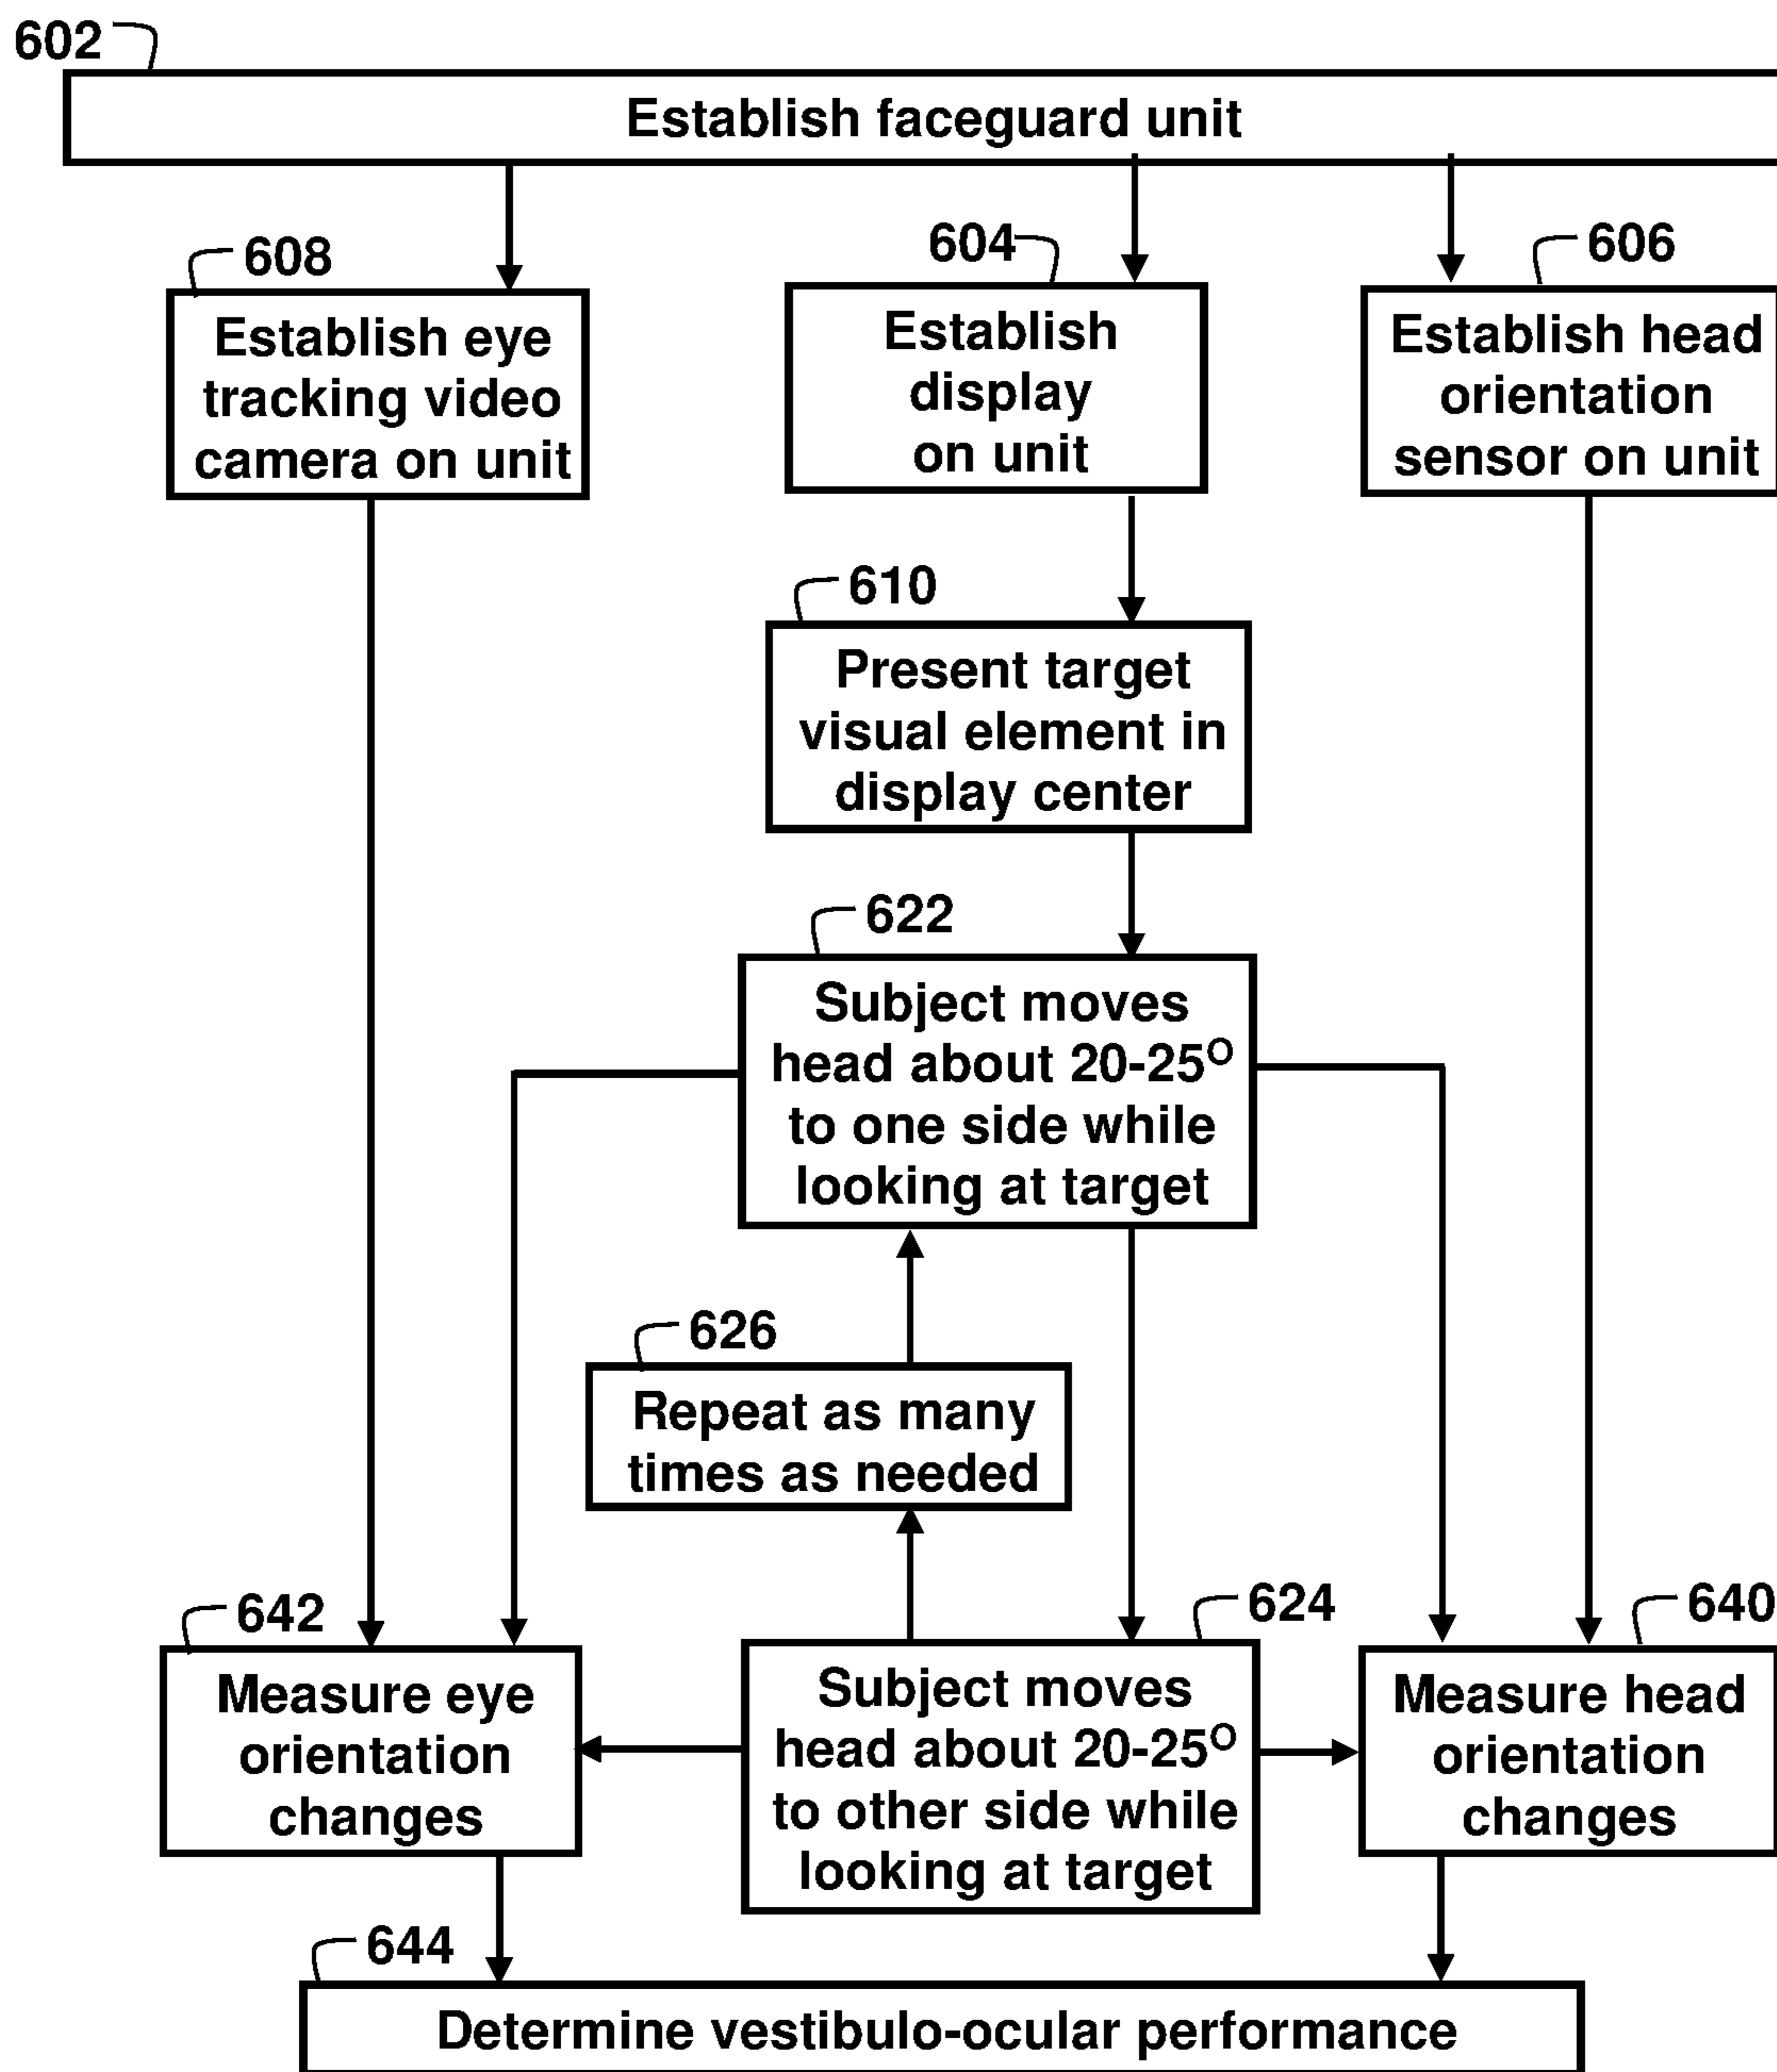 602
Establish faceguard unit
608
Establish eye
tracking video
camera on unit
604
Establish
display
on unit
606
Establish head
orientation
sensor on unit
610
Present target
visual element in
display center
622
Subject moves
head about 20-25º
to one side while
looking at target
626
Repeat as many
times as needed
642
Measure eye
orientation
changes
624
Subject moves
head about 20-25º
to other side while
looking at target
640
Measure head
orientation
changes
644
Determine vestibulo-ocular performance